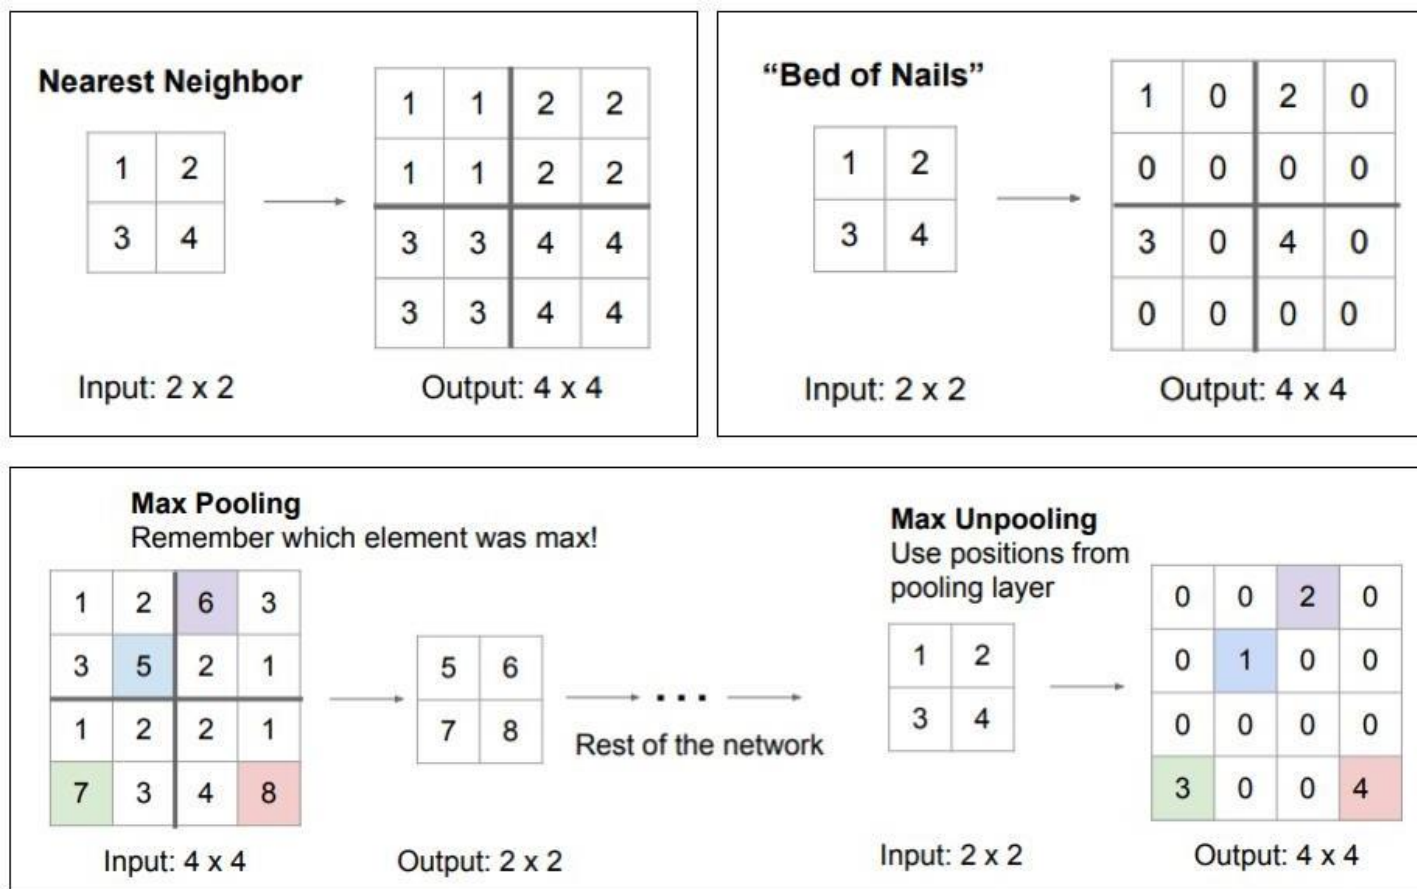 Nearest Neighbor
1 2
3 4
1 1 2 2
1 1 2 2
3 3 4 4
3 3 4 4
Input: 2 x 2
Output: 4 x 4
“Bed of Nails”
1 2
3 4
1 0 2 0
0 0 0 0
3 0 4 0
0 0 0 0
Input: 2 x 2
Output: 4 x 4
Max Pooling
Remember which element was max!
1 2 6 3
3 5 2 1
1 2 2 1
7 3 4 8
Input: 4 x 4
5 6
7 8
Output: 2 x 2
...
Rest of the network
Max Unpooling
Use positions from
pooling layer
1 2
3 4
Input: 2 x 2
0 0 2 0
0 1 0 0
0 0 0 0
3 0 0 4
Output: 4 x 4